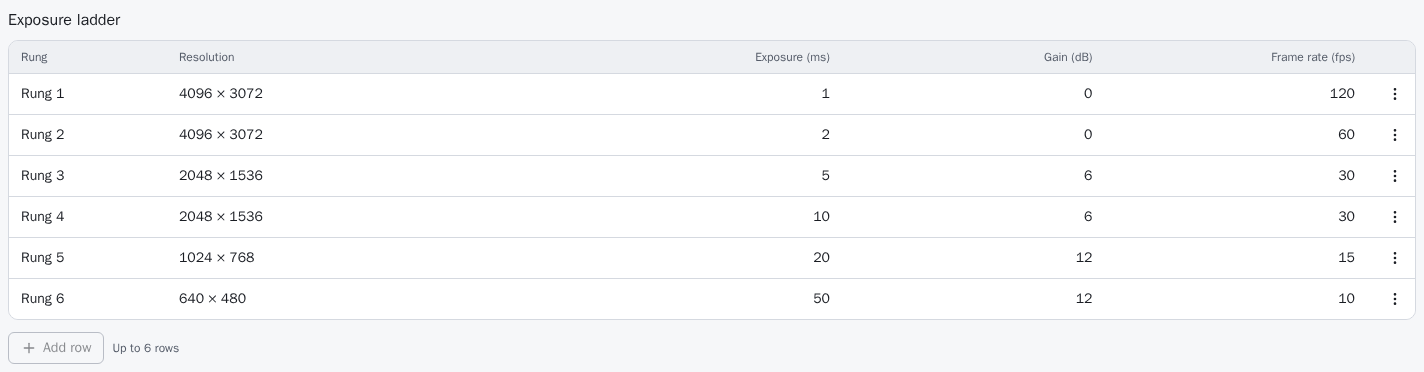 Exposure ladder
Rung Resolution Exposure (ms) Gain (dB) Frame rate (fps)
Rung 1 4096 × 3072 1 0 120
Rung 2 4096 × 3072 2 0 60
Rung 3 2048 × 1536 5 6 30
Rung 4 2048 × 1536 10 6 30
Rung 5 1024 × 768 20 12 15
Rung 6 640 × 480 50 12 10
Add row Up to 6 rows